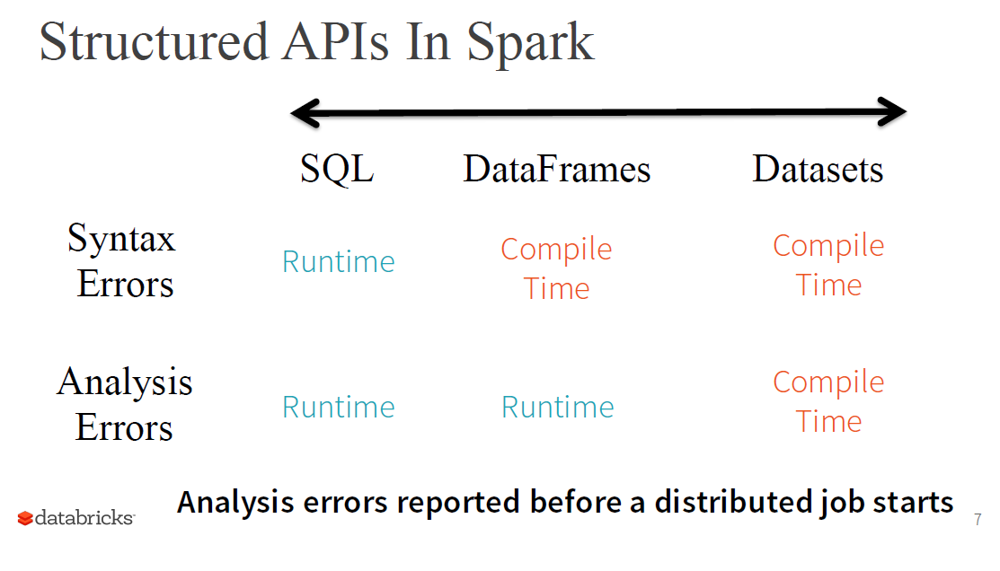 Structured APIs In Spark
SQL DataFrames Datasets
Syntax
Errors
Runtime
Compile
Time
Compile
Time
Analysis
Errors
Runtime
Runtime
Compile
Time
Analysis errors reported before a distributed job starts
databricks
7